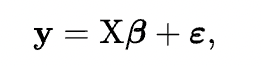 y = Xβ + ε,